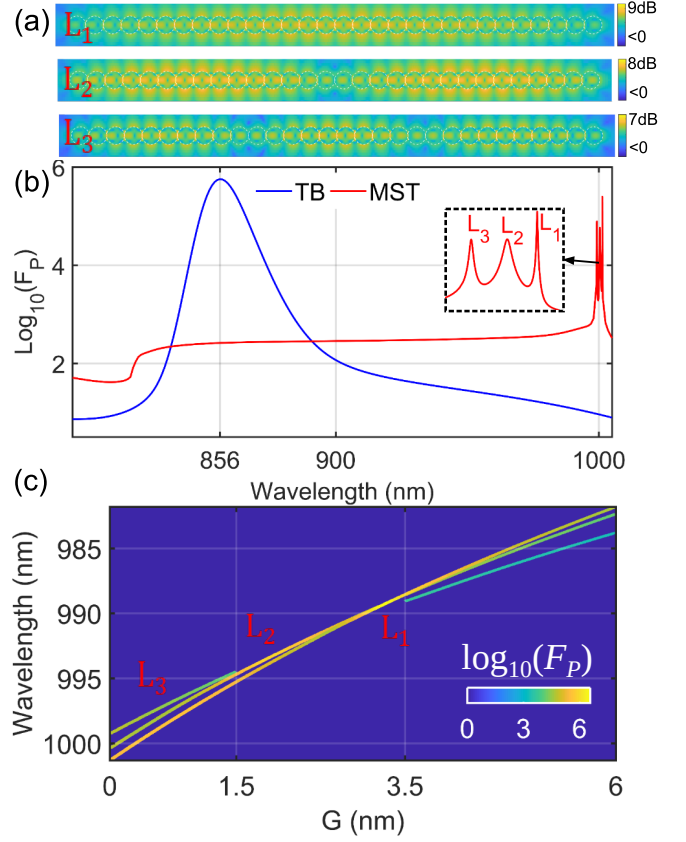 (a)
L1
9dB
<0
L2
8dB
<0
L3
7dB
<0
(b)
6
4
2
Log10(FP)
TB
MST
L3
L2
L1
856
900
1000
Wavelength (nm)
(c)
985
990
995
1000
Wavelength (nm)
L2
L1
L3
log10(FP)
0
3
6
0
1.5
3.5
6
G (nm)